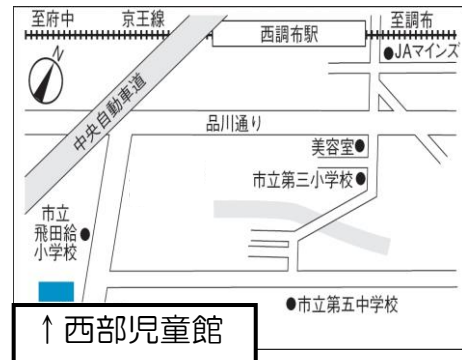 至府中
京王線
西調布駅
至調布
JAマインズ
N
中央自動車道
品川通り
美容室
市立第三小学校
市立
飛田給
小学校
市立第五中学校
↑西部児童館